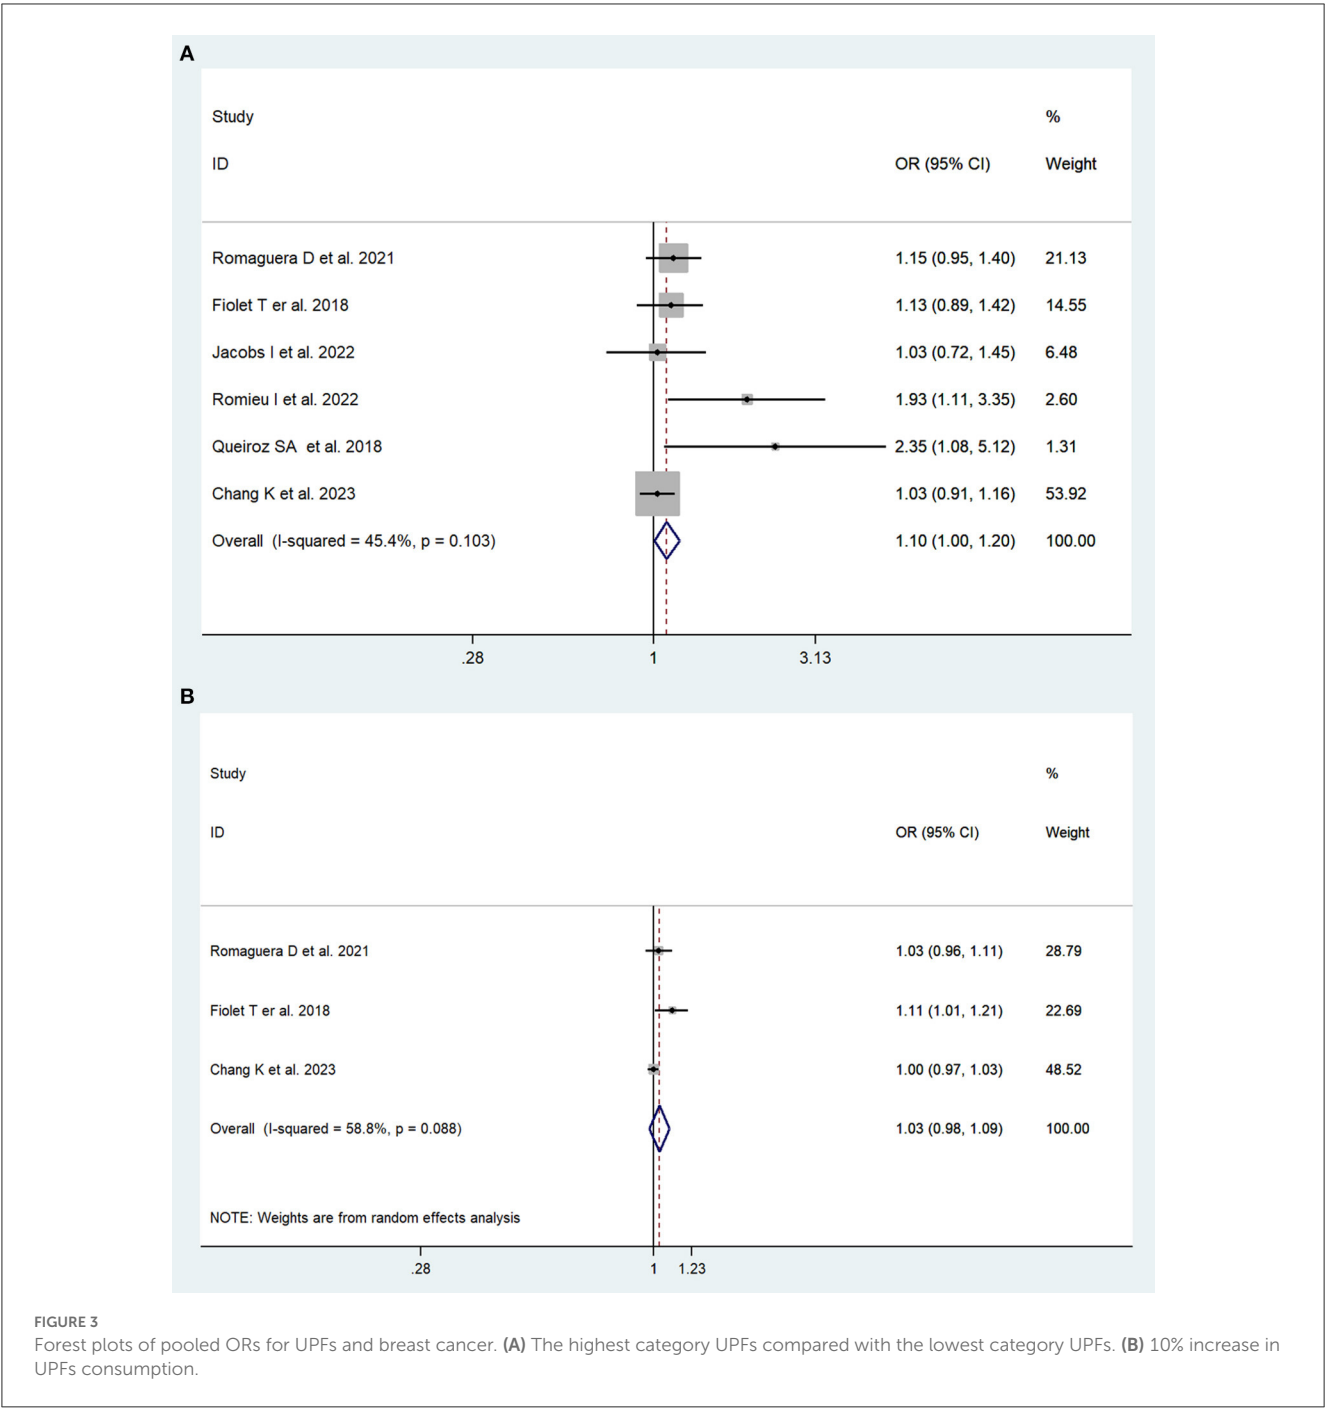 A
Study %
ID OR (95% CI) Weight
Romaguera D et al. 2021 1.15 (0.95, 1.40) 21.13
Fiolet T er al. 2018 1.13 (0.89, 1.42) 14.55
Jacobs I et al. 2022 1.03 (0.72, 1.45) 6.48
Romieu I et al. 2022 1.93 (1.11, 3.35) 2.60
Queiroz SA et al. 2018 2.35 (1.08, 5.12) 1.31
Chang K et al. 2023 1.03 (0.91, 1.16) 53.92
Overall (I-squared = 45.4%, p = 0.103) 1.10 (1.00, 1.20) 100.00
.28 1 3.13
B
Study %
ID OR (95% CI) Weight
Romaguera D et al. 2021 1.03 (0.96, 1.11) 28.79
Fiolet T er al. 2018 1.11 (1.01, 1.21) 22.69
Chang K et al. 2023 1.00 (0.97, 1.03) 48.52
Overall (I-squared = 58.8%, p = 0.088) 1.03 (0.98, 1.09) 100.00
NOTE: Weights are from random effects analysis
.28 1 1.23
FIGURE 3
Forest plots of pooled ORs for UPFs and breast cancer. (A) The highest category UPFs compared with the lowest category UPFs. (B) 10% increase in
UPFs consumption.